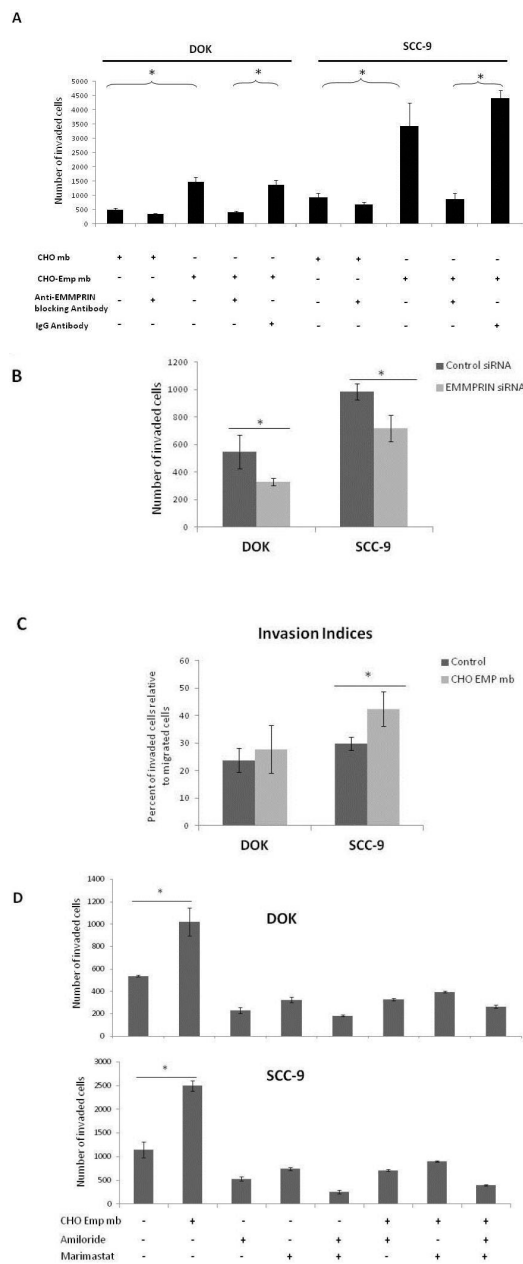 A
DOK SCC-9
* * * *
5000
4500
4000
3500
3000
2500
2000
1500
1000
500
0
Number of invaded cells
CHO mb + + - - - + + - - -
CHO-Emp mb - - + + + - - + + +
Anti-EMMPRIN
blocking Antibody - + - + - - + - + -
IgG Antibody - - - - + - - - - +
B
Control siRNA
EMMPRIN siRNA
* *
1200
1000
800
600
400
200
0
Number of invaded cells
DOK SCC-9
C
Invasion Indices
Control
CHO EMP mb
*
60
50
40
30
20
10
0
Percent of invaded cells relative
to migrated cells
DOK SCC-9
D
DOK
*
1400
1200
1000
800
600
400
200
0
Number of invaded cells
SCC-9
*
3000
2500
2000
1500
1000
500
0
Number of invaded cells
CHO Emp mb - + - - - + + +
Amiloride - - + - + + - +
Marimastat - - - + + - + +